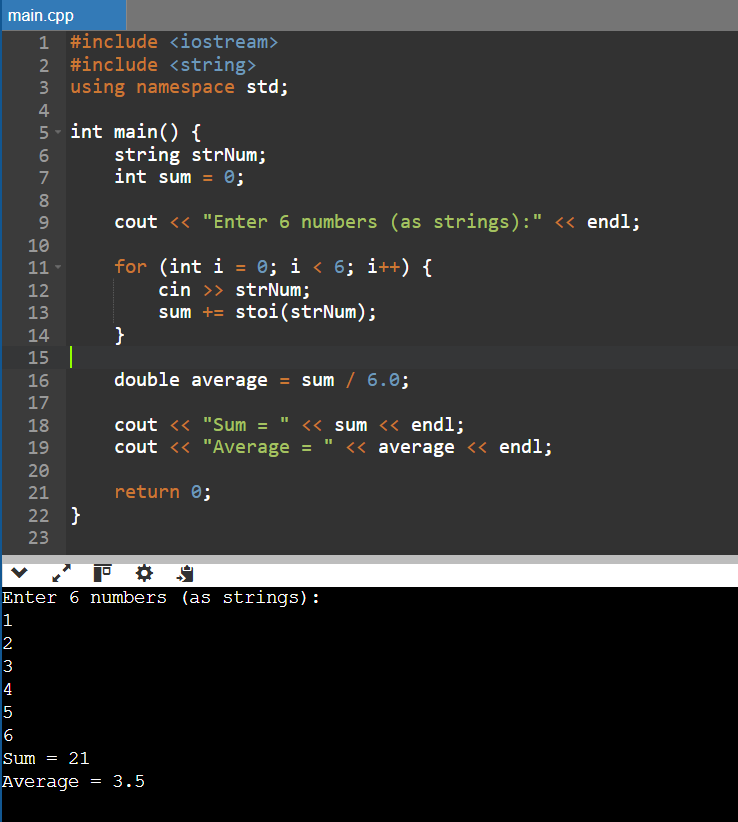 main.cpp
1 #include <iostream>
2 #include <string>
3 using namespace std;
4
5 int main() {
6     string strNum;
7     int sum = 0;
8
9     cout << "Enter 6 numbers (as strings):" << endl;
10
11     for (int i = 0; i < 6; i++) {
12         cin >> strNum;
13         sum += stoi(strNum);
14     }
15
16     double average = sum / 6.0;
17
18     cout << "Sum = " << sum << endl;
19     cout << "Average = " << average << endl;
20
21     return 0;
22 }
23
Enter 6 numbers (as strings):
1
2
3
4
5
6
Sum = 21
Average = 3.5